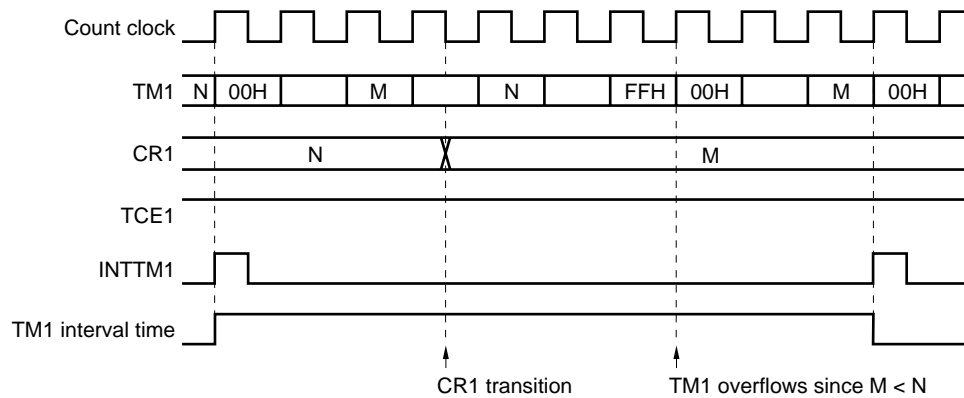 Count clock
TM1 N 00H M N FFH 00H M 00H
CR1 N M
TCE1
INTTM1
TM1 interval time
CR1 transition TM1 overflows since M < N